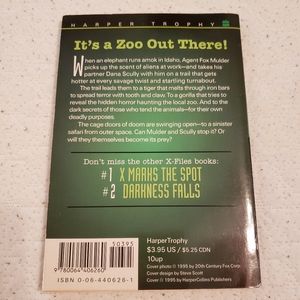 HARPER TROPHY
It's a Zoo Out There!
When an elephant runs amok in Idaho, Agent Fox Mulder
picks up the scent of aliens at work—and takes his
partner Dana Scully with him on a trail that gets
hotter at every savage twist and startling turnabout.
The trail leads them to a tiger that melts through iron
bars to spread terror with tooth and claw. To a gorilla that tries to
reveal the hidden horror haunting the local zoo. And to the
dark secrets of those who tend the animals—for their own
deadly purposes.
The cage doors of doom are swinging open—to a sinister
safari from outer space. Can Mulder and Scully stop it? Or
will they become its prey?
Don't miss the other X-Files books:
#1 X MARKS THE SPOT
#2 DARKNESS FALLS
50395
9 780064 406260
ISBN 0-06-440626-1
HarperTrophy
$3.95 US / $5.25 CDN
10up
Cover photo © 1995 by 20th Century Fox Corp.
Cover design by Steve Scott
Cover © 1995 by HarperCollins Publishers